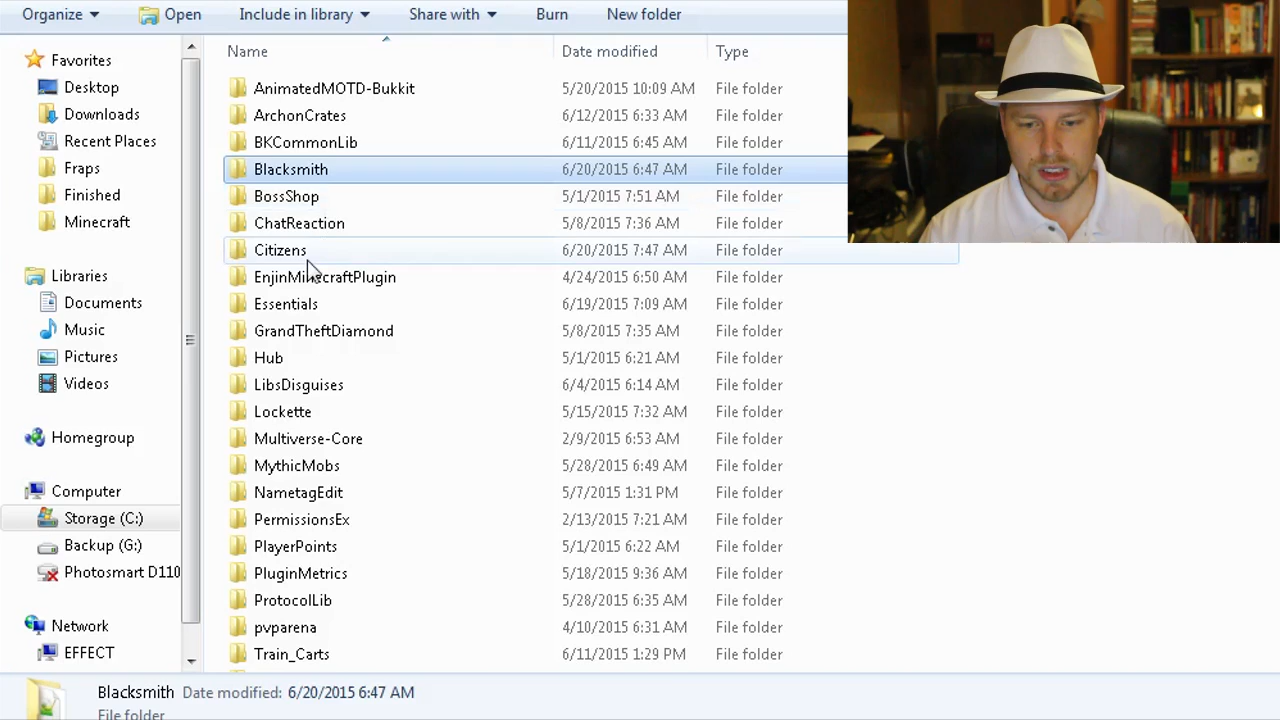 Organize Open Include in library Share with Burn New folder
Favorites
Desktop
Downloads
Recent Places
Fraps
Finished
Minecraft
Libraries
Documents
Music
Pictures
Videos
Homegroup
Computer
Storage (C:)
Backup (G:)
Photosmart D110
Network
EFFECT
Name Date modified Type
AnimatedMOTD-Bukkit 5/20/2015 10:09 AM File folder
ArchonCrates 6/12/2015 6:33 AM File folder
BKCommonLib 6/11/2015 6:45 AM File folder
Blacksmith 6/20/2015 6:47 AM File folder
BossShop 5/1/2015 7:51 AM File folder
ChatReaction 5/8/2015 7:36 AM File folder
Citizens 6/20/2015 7:47 AM File folder
EnjinMinecraftPlugin 4/24/2015 6:50 AM File folder
Essentials 6/19/2015 7:09 AM File folder
GrandTheftDiamond 5/8/2015 7:35 AM File folder
Hub 5/1/2015 6:21 AM File folder
LibsDisguises 6/4/2015 6:14 AM File folder
Lockette 5/15/2015 7:32 AM File folder
Multiverse-Core 2/9/2015 6:53 AM File folder
MythicMobs 5/28/2015 6:49 AM File folder
NametagEdit 5/7/2015 1:31 PM File folder
PermissionsEx 2/13/2015 7:21 AM File folder
PlayerPoints 5/1/2015 6:22 AM File folder
PluginMetrics 5/18/2015 9:36 AM File folder
ProtocolLib 5/28/2015 6:35 AM File folder
pvparena 4/10/2015 6:31 AM File folder
Train_Carts 6/11/2015 1:29 PM File folder
Blacksmith Date modified: 6/20/2015 6:47 AM
File folder